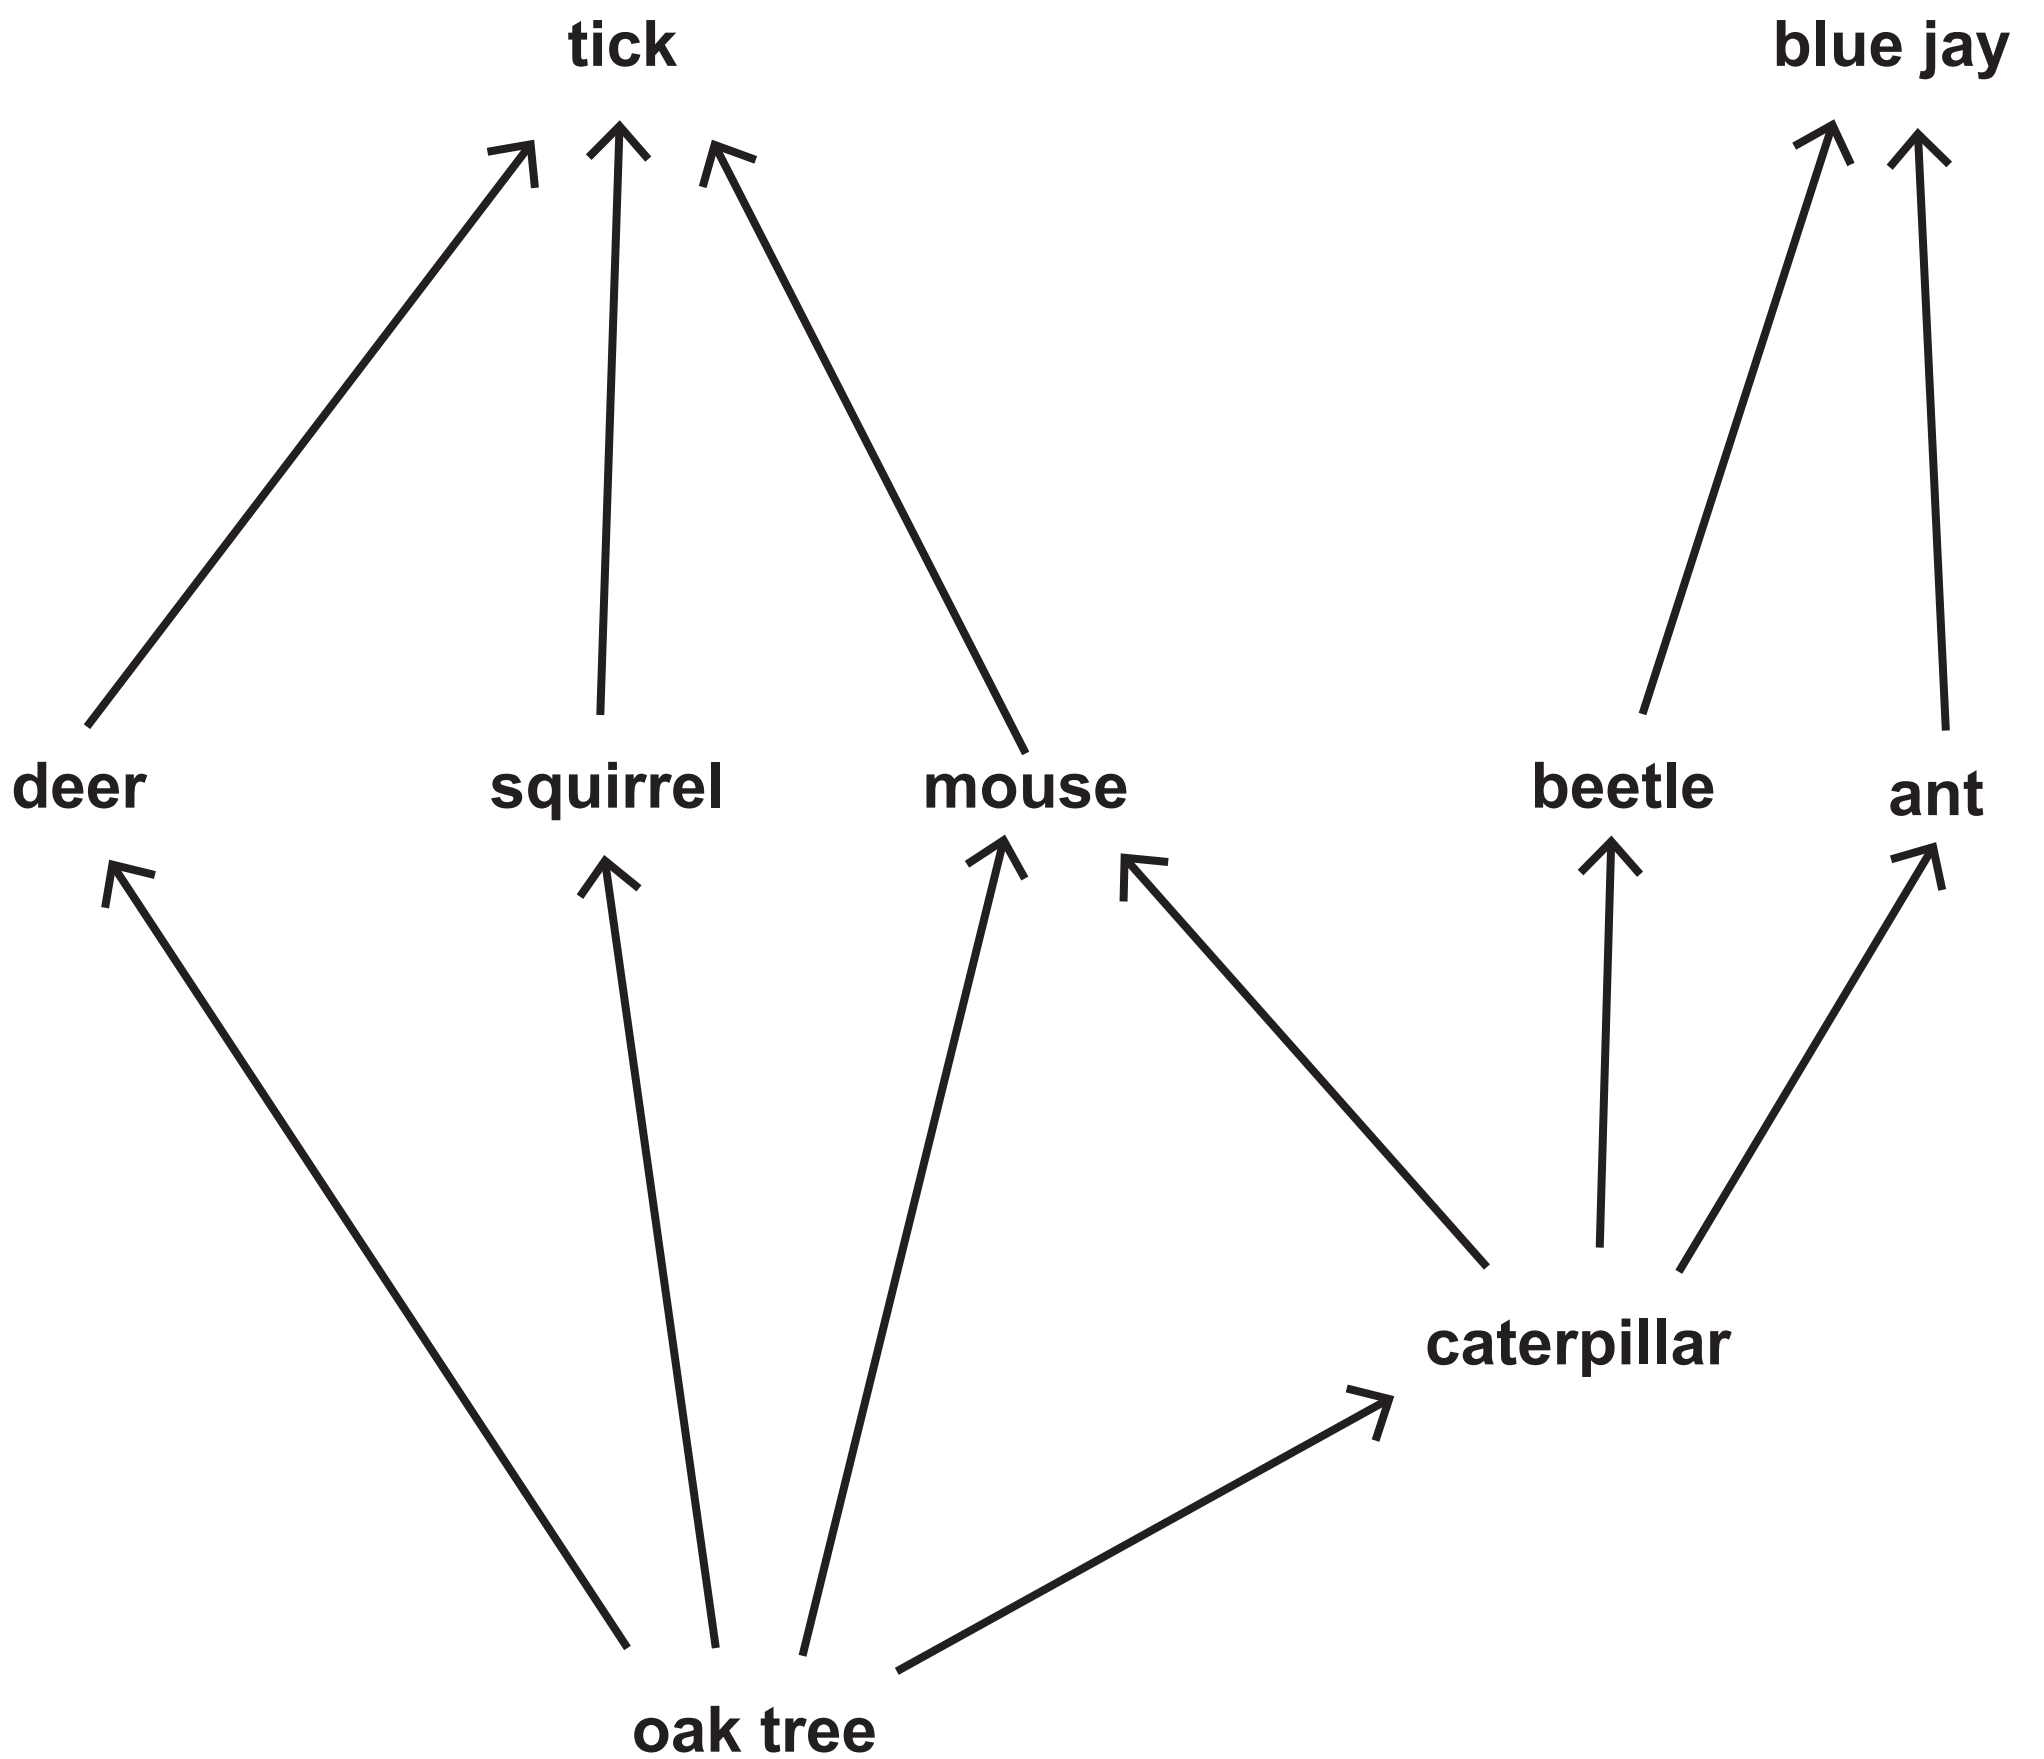 tick
blue jay
deer
squirrel
mouse
beetle
ant
caterpillar
oak tree